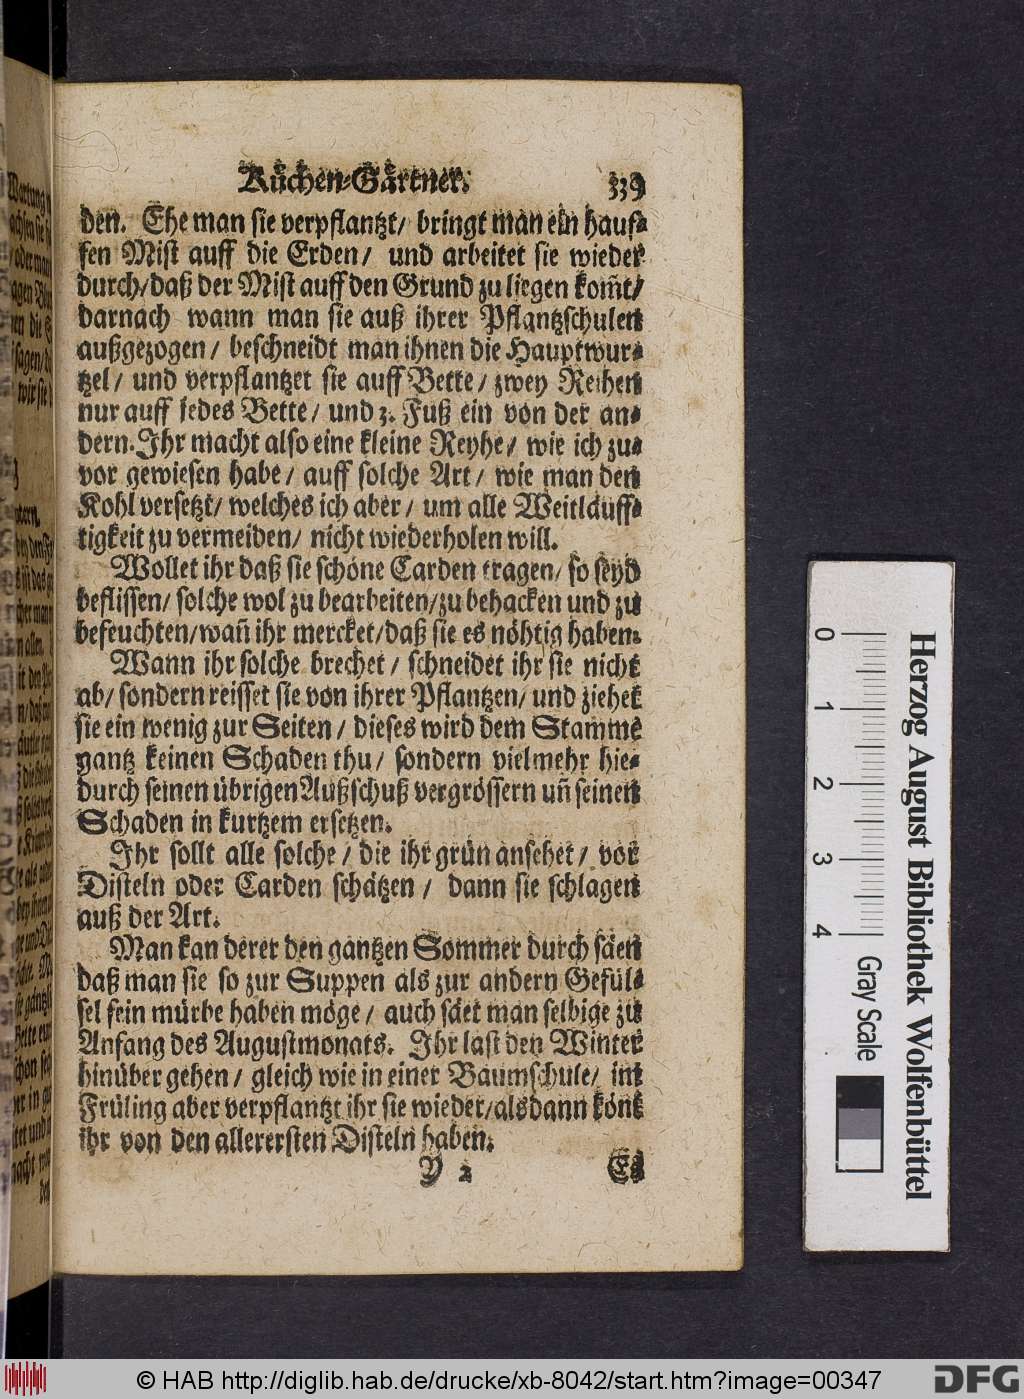 Küchen-Gärtner. 339
den. Ehe man sie verpflantzt/ bringt man ein hauf-
fen Mist auff die Erden/ und arbeitet sie wieder
durch/daß der Mist auff den Grund zu liegen kom̃t/
darnach wann man sie auß ihrer Pflantzschulen
außgezogen/ beschneidt man ihnen die Hauptwur-
tzel/ und verpflantzet sie auff Bette/ zwey Reihen
nur auff jedes Bette/ und 3. Fuß ein von der an-
dern. Ihr macht also eine kleine Reyhe/ wie ich zu-
vor gewiesen habe/ auff solche Art/ wie man den
Kohl versetzt/ welches ich aber/ um alle Weitläuff-
tigkeit zu vermeiden/ nicht wiederholen will.
Wollet ihr daß sie schöne Carden tragen/ so seyd
beflissen/ solche wol zu bearbeiten/zu behacken und zu
befeuchten/wañ ihr mercket/daß sie es nöhtig haben.
Wann ihr solche brechet/ schneidet ihr sie nicht
ab/ sondern reisset sie von ihrer Pflantzen/ und ziehet
sie ein wenig zur Seiten/ dieses wird dem Stamme
gantz keinen Schaden thu/ sondern vielmehr hie-
durch seinen übrigen Außschuß vergrössern uñ seinen
Schaden in kurtzem ersetzen.
Ihr sollt alle solche/ die ihr grün ansehet/ vor
Disteln oder Carden schätzen/ dann sie schlagen
auß der Art.
Man kan derer den gantzen Sommer durch säen
daß man sie so zur Suppen als zur andern Gefül-
sel fein mürbe haben möge/ auch säet man selbige zu
Anfang des Augustmonats. Ihr last den Winter
hinüber gehen/ gleich wie in einer Baumschule/ im
Früling aber verpflantzt ihr sie wieder/alsdann könt
ihr von den allerersten Disteln haben.
Y 2 Es
Herzog August Bibliothek Wolfenbüttel
0 1 2 3 4 Gray Scale
© HAB http://diglib.hab.de/drucke/xb-8042/start.htm?image=00347
DFG